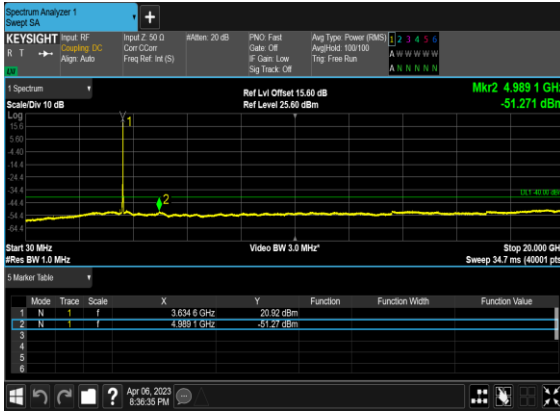 Spectrum Analyzer 1
Swept SA
+
KEYSIGHT Input: RF Input Z: 50 Ω #Atten: 20 dB PNO: Fast Avg Type: Power (RMS) 1 2 3 4 5 6
R T Coupling: DC Corr CCorr Gate: Off Avg|Hold: 100/100 A W W W W W
Align: Auto Freq Ref: Int (S) IF Gain: Low Trig: Free Run
Sig Track: Off A N N N N N
1 Spectrum Ref Lvl Offset 15.60 dB Mkr2 4.989 1 GHz
Scale/Div 10 dB Ref Level 25.60 dBm -51.271 dBm
Log
15.6
5.60
-4.40
-14.4
-24.4
-34.4
-44.4
-54.4
-64.4
1
2
DL1 -40.00 dBm
Start 30 MHz Video BW 3.0 MHz* Stop 20.000 GHz
#Res BW 1.0 MHz Sweep 34.7 ms (40001 pts)
5 Marker Table
Mode Trace Scale X Y Function Function Width Function Value
1 N 1 f 3.634 6 GHz 20.92 dBm
2 N 1 f 4.989 1 GHz -51.27 dBm
3
4
5
6
? Apr 06, 2023
8:36:35 PM